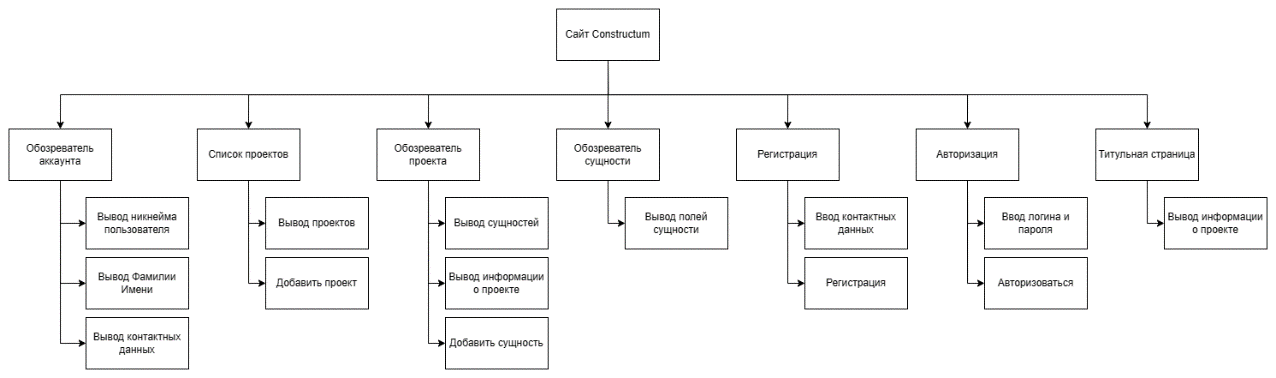 Сайт Constructum
Обозреватель
аккаунта
Список проектов
Обозреватель
проекта
Обозреватель
сущности
Регистрация
Авторизация
Титульная страница
Вывод никнейма
пользователя
Вывод Фамилии
Имени
Вывод контактных
данных
Вывод проектов
Добавить проект
Вывод сущностей
Вывод информации
о проекте
Добавить сущность
Вывод полей
сущности
Ввод контактных
данных
Регистрация
Ввод логина и
пароля
Авторизоваться
Вывод информации
о проекте